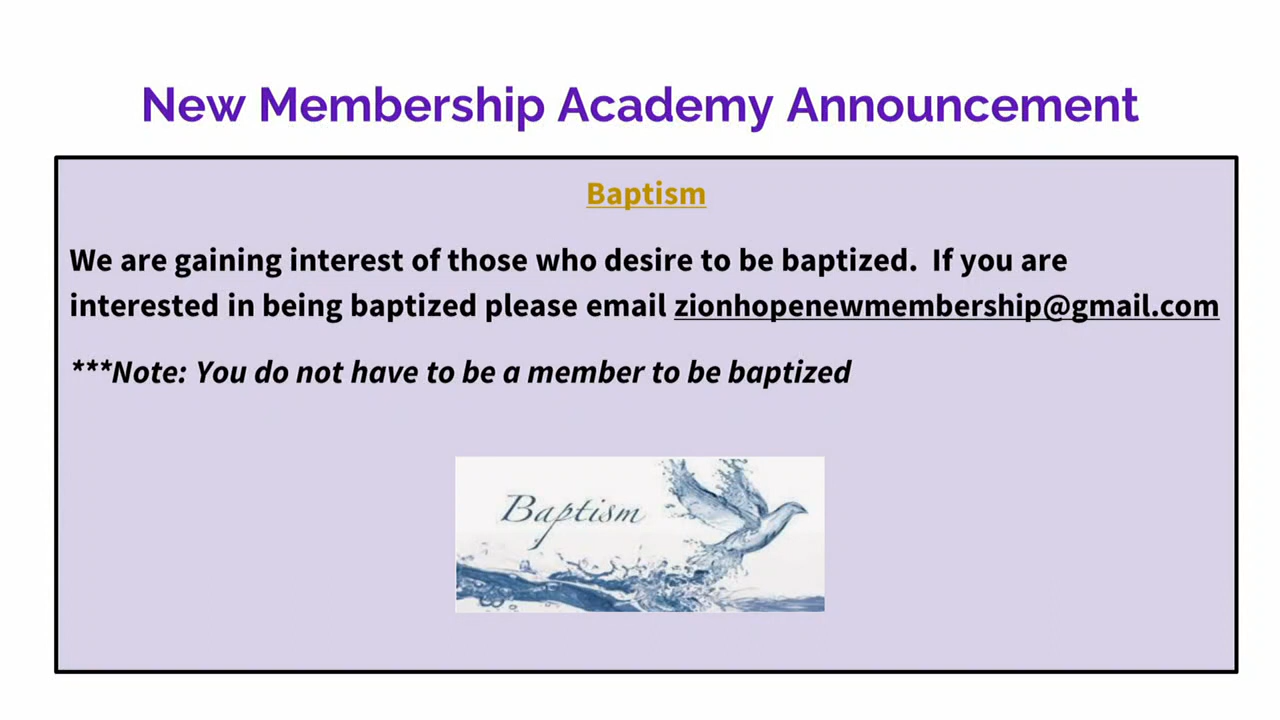 New Membership Academy Announcement
Baptism
We are gaining interest of those who desire to be baptized.  If you are
interested in being baptized please email zionhopenewmembership@gmail.com
***Note: You do not have to be a member to be baptized
Baptism